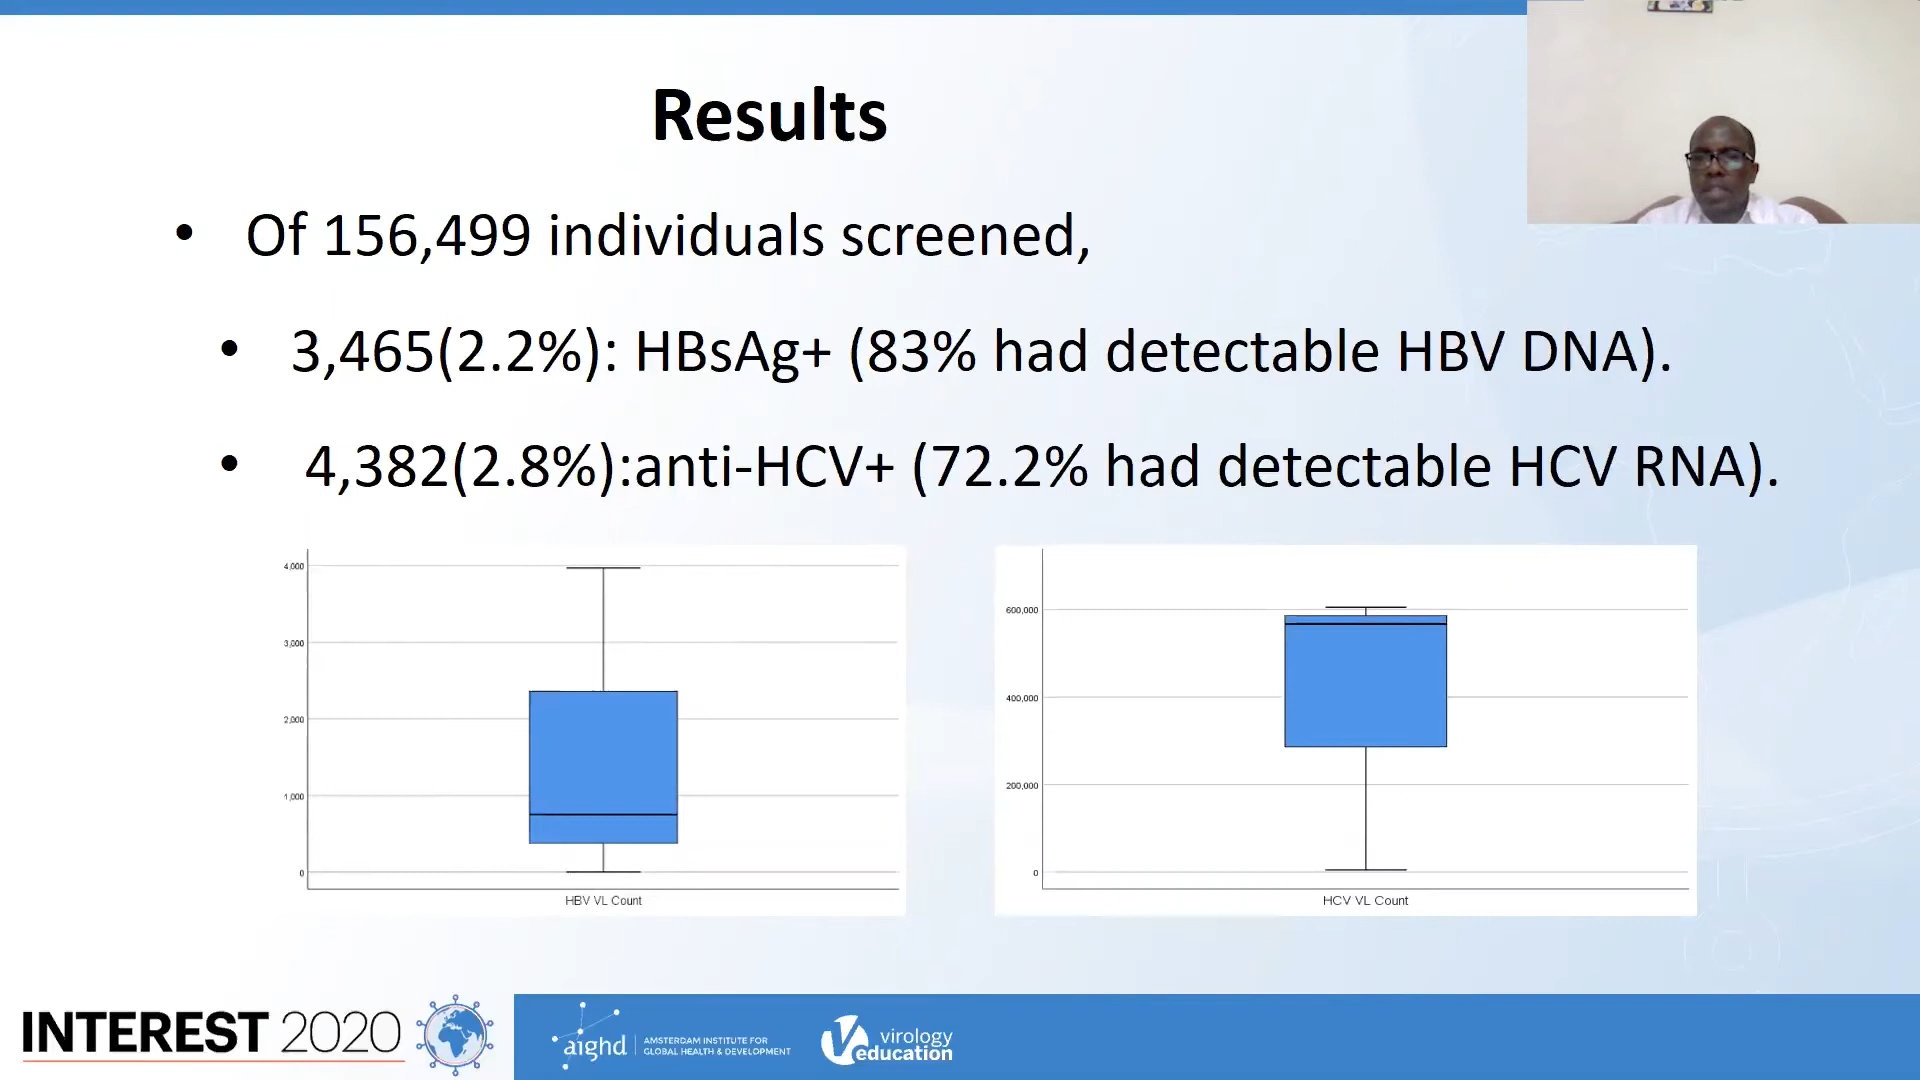 Results
• Of 156,499 individuals screened,
• 3,465(2.2%): HBsAg+ (83% had detectable HBV DNA).
• 4,382(2.8%):anti-HCV+ (72.2% had detectable HCV RNA).
4,000
3,000
2,000
1,000
0
HBV VL Count
600,000
400,000
200,000
0
HCV VL Count
INTEREST 2020
aighd
AMSTERDAM INSTITUTE FOR
GLOBAL HEALTH & DEVELOPMENT
virology
education